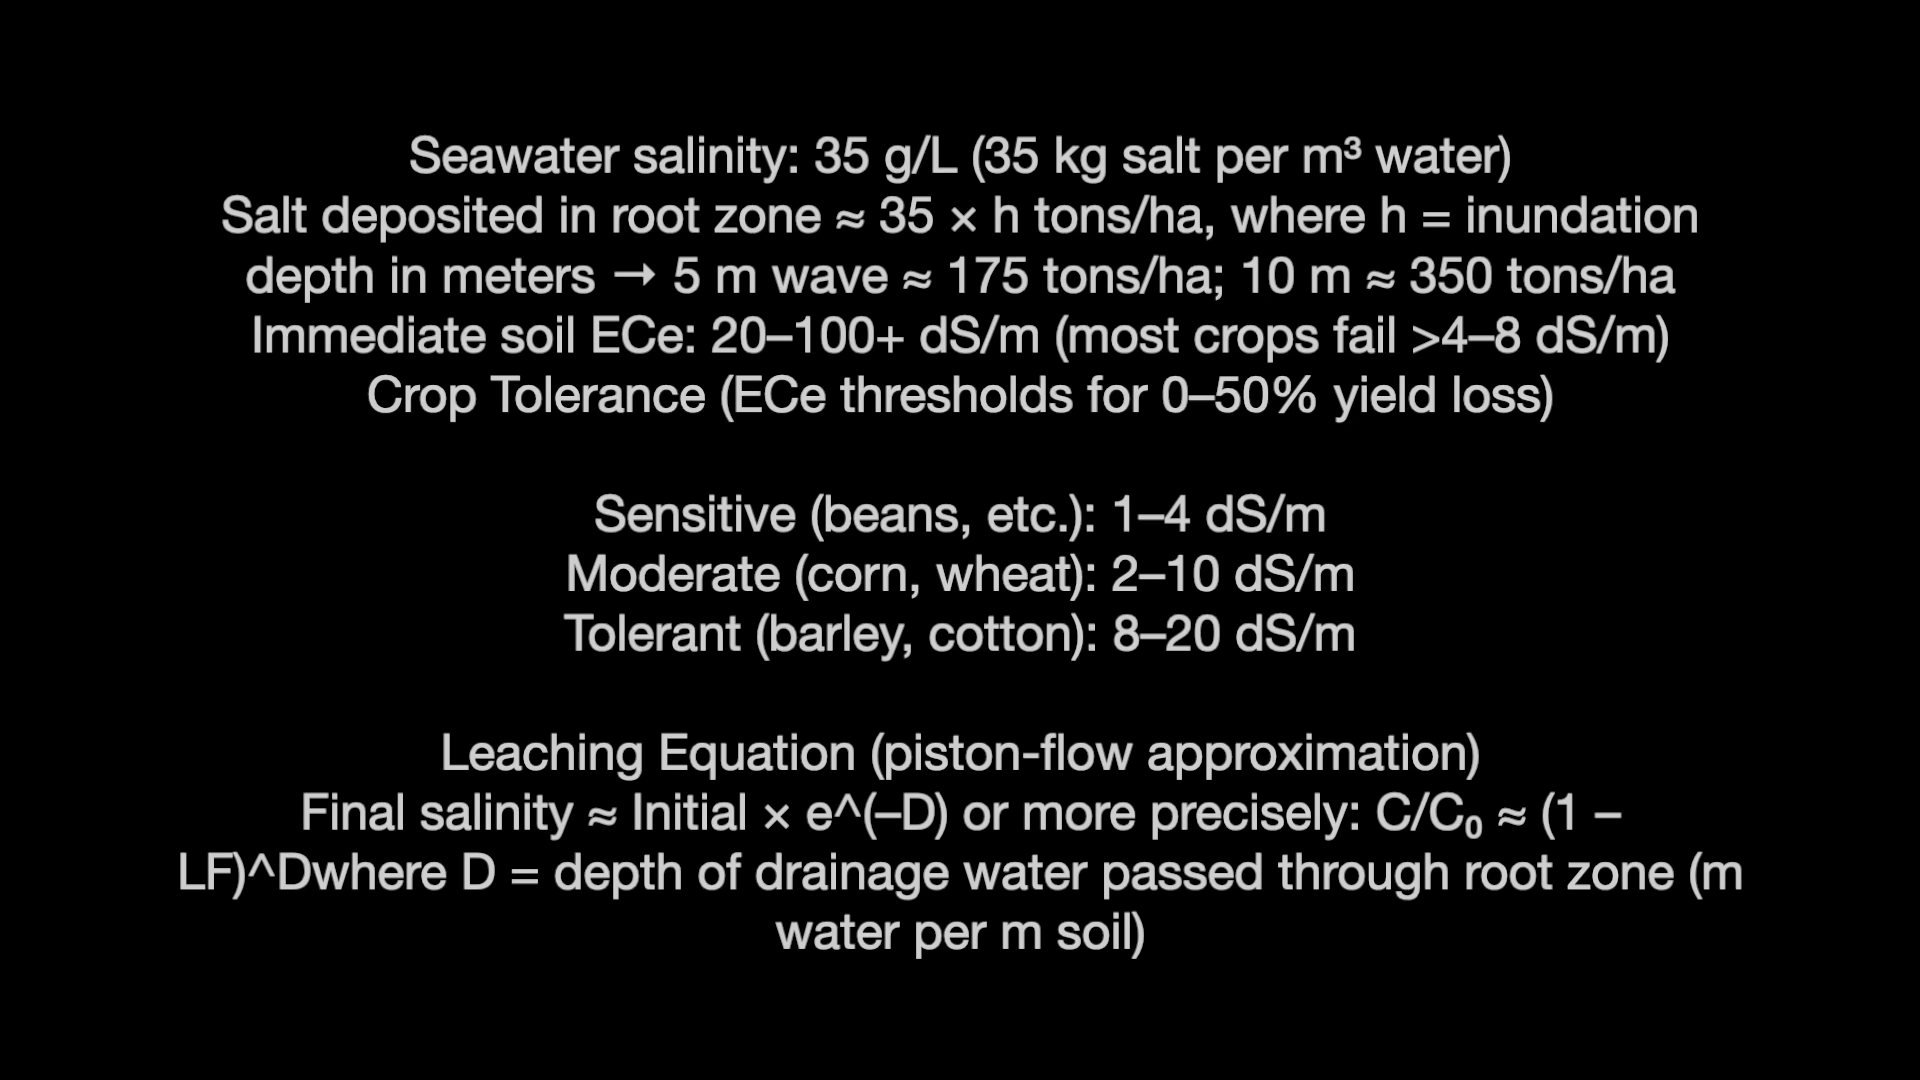 Seawater salinity: 35 g/L (35 kg salt per m³ water)
Salt deposited in root zone ≈ 35 × h tons/ha, where h = inundation
depth in meters → 5 m wave ≈ 175 tons/ha; 10 m ≈ 350 tons/ha
Immediate soil ECe: 20–100+ dS/m (most crops fail >4–8 dS/m)
Crop Tolerance (ECe thresholds for 0–50% yield loss)
Sensitive (beans, etc.): 1–4 dS/m
Moderate (corn, wheat): 2–10 dS/m
Tolerant (barley, cotton): 8–20 dS/m
Leaching Equation (piston-flow approximation)
Final salinity ≈ Initial × e^(–D) or more precisely: C/C₀ ≈ (1 –
LF)^Dwhere D = depth of drainage water passed through root zone (m
water per m soil)